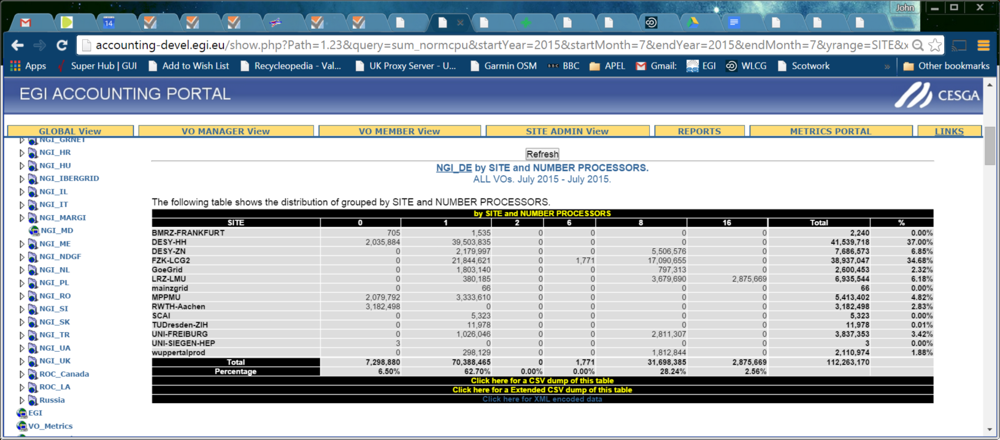 John
14
accounting-devel.egi.eu/show.php?Path=1.23&query=sum_normcpu&startYear=2015&startMonth=7&endYear=2015&endMonth=7&yrange=SITE&x
Apps Super Hub | GUI Add to Wish List Recycleopedia - Val... UK Proxy Server - U... Garmin OSM BBC BBC APEL Gmail: EGI WLCG Scotwork » Other bookmarks
EGI ACCOUNTING PORTAL
CESGA
GLOBAL View VO MANAGER View VO MEMBER View SITE ADMIN View REPORTS METRICS PORTAL LINKS
NGI_GRNET
NGI_HR
NGI_HU
NGI_IBERGRID
NGI_IL
NGI_IT
NGI_MARGI
NGI_MD
NGI_ME
NGI_NDGF
NGI_NL
NGI_PL
NGI_RO
NGI_SI
NGI_SK
NGI_TR
NGI_UA
NGI_UK
ROC_Canada
ROC_LA
Russia
EGI
VO_Metrics
Refresh
NGI_DE by SITE and NUMBER PROCESSORS.
ALL VOs. July 2015 - July 2015.
The following table shows the distribution of grouped by SITE and NUMBER PROCESSORS.
by SITE and NUMBER PROCESSORS
SITE 0 1 2 6 8 16 Total %
BMRZ-FRANKFURT 705 1,535 0 0 0 0 2,240 0.00%
DESY-HH 2,035,884 39,503,835 0 0 0 0 41,539,718 37.00%
DESY-ZN 0 2,179,997 0 0 5,506,576 0 7,686,573 6.85%
FZK-LCG2 0 21,844,621 0 1,771 17,090,655 0 38,937,047 34.68%
GoeGrid 0 1,803,140 0 0 797,313 0 2,600,453 2.32%
LRZ-LMU 0 380,185 0 0 3,679,690 2,875,669 6,935,544 6.18%
mainzgrid 0 66 0 0 0 0 66 0.00%
MPPMU 2,079,792 3,333,610 0 0 0 0 5,413,402 4.82%
RWTH-Aachen 3,182,498 0 0 0 0 0 3,182,498 2.83%
SCAI 0 5,323 0 0 0 0 5,323 0.00%
TUDresden-ZIH 0 11,978 0 0 0 0 11,978 0.01%
UNI-FREIBURG 0 1,026,046 0 0 2,811,307 0 3,837,353 3.42%
UNI-SIEGEN-HEP 3 0 0 0 0 0 3 0.00%
wuppertalprod 0 298,129 0 0 1,812,844 0 2,110,974 1.88%
Total 7,298,880 70,388,465 0 1,771 31,698,385 2,875,669 112,263,170
Percentage 6.50% 62.70% 0.00% 0.00% 28.24% 2.56%
Click here for a CSV dump of this table
Click here for a Extended CSV dump of this table
Click here for XML encoded data